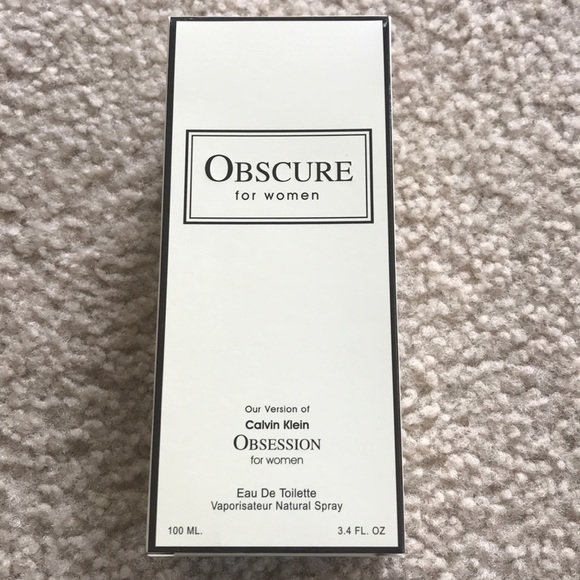 OBSCURE
for women
Our Version of
Calvin Klein
OBSESSION
for women
Eau De Toilette
Vaporisateur Natural Spray
100 ML. 3.4 FL. OZ